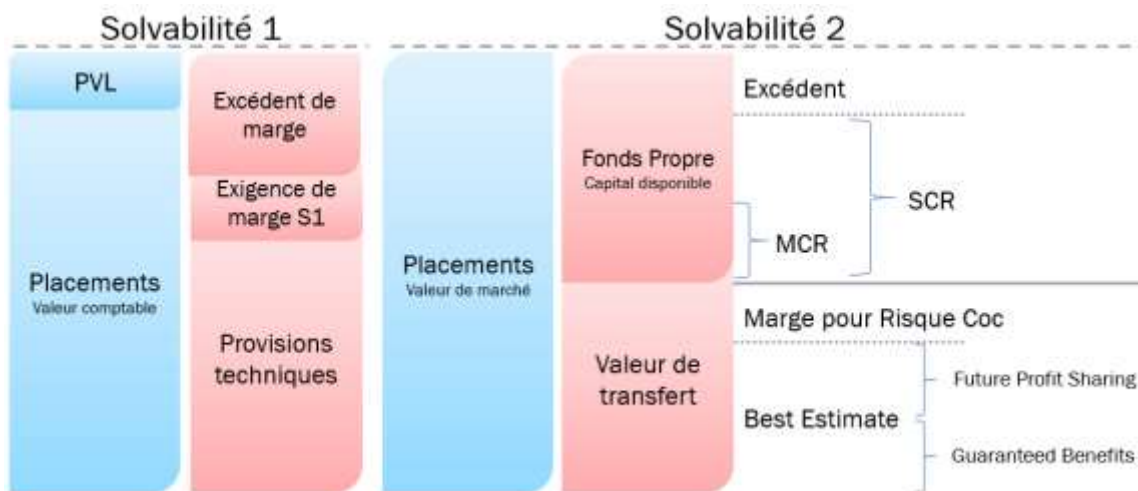 Solvabilité 1
Solvabilité 2
PVL
Placements
Valeur comptable
Excédent de
marge
Exigence de
marge S1
Provisions
techniques
Placements
Valeur de marché
Fonds Propre
Capital disponible
Valeur de
transfert
Excédent
SCR
MCR
Marge pour Risque Coc
Future Profit Sharing
Best Estimate
Guaranteed Benefits